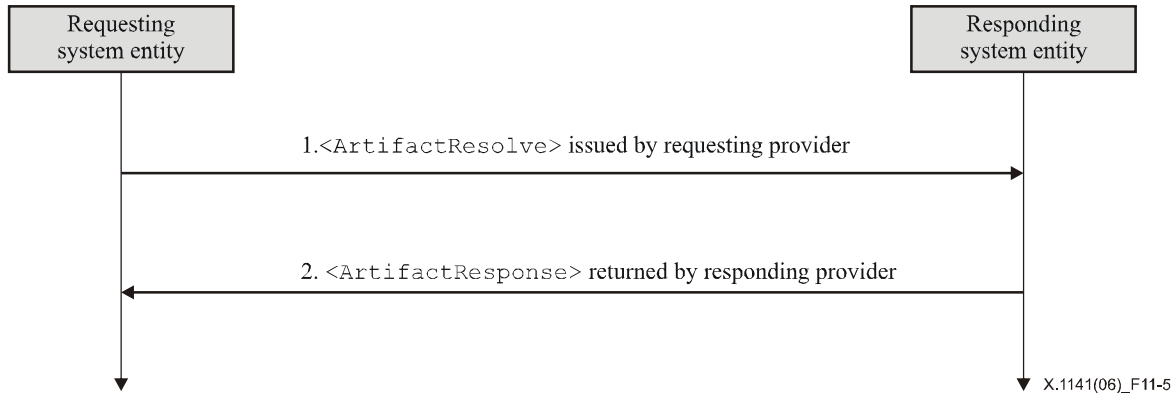 Requesting
system entity
Responding
system entity
1.<ArtifactResolve> issued by requesting provider
2. <ArtifactResponse> returned by responding provider
X.1141(06)_F11-5